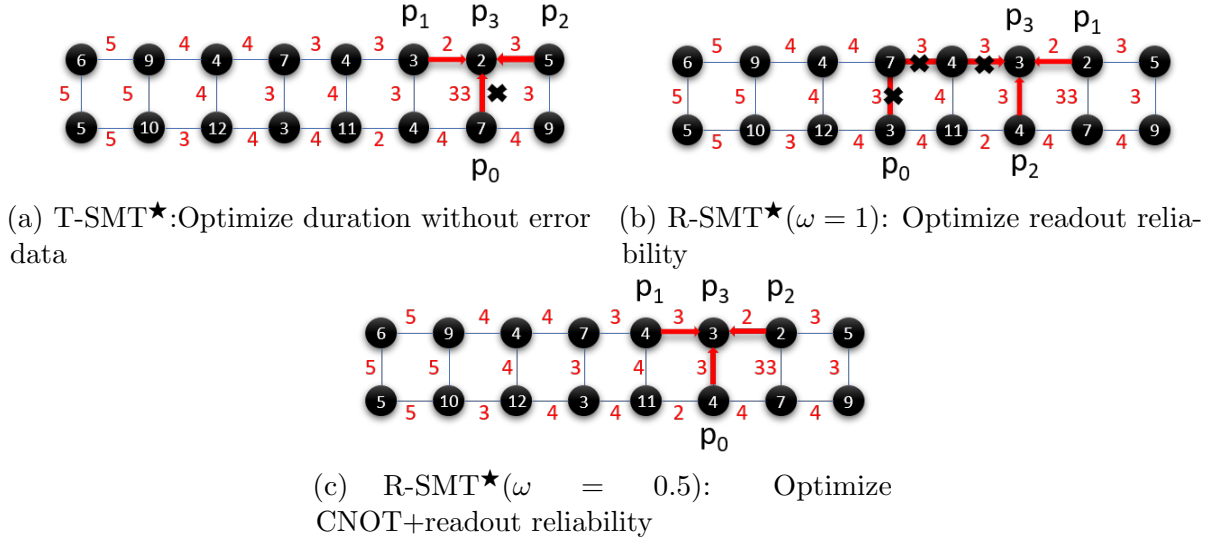 p₁ p₃ p₂
5 4 4 3 3 2 3
6 9 4 7 4 3 2 5
5 5 4 3 4 3 33 3
5 10 12 3 11 4 7 9
5 3 4 4 2 4 4
p₀
(a) T-SMT★:Optimize duration without error
data
p₃ p₁
5 4 4 3 3 2 3
6 9 4 7 4 3 2 5
5 5 4 3 4 3 33 3
5 10 12 3 11 4 7 9
5 3 4 4 2 4 4
p₀ p₂
(b) R-SMT★(ω = 1): Optimize readout relia-
bility
p₁ p₃ p₂
5 4 4 3 3 2 3
6 9 4 7 4 3 2 5
5 5 4 3 4 3 33 3
5 10 12 3 11 4 7 9
5 3 4 4 2 4 4
p₀
(c) R-SMT★(ω = 0.5): Optimize
CNOT+readout reliability